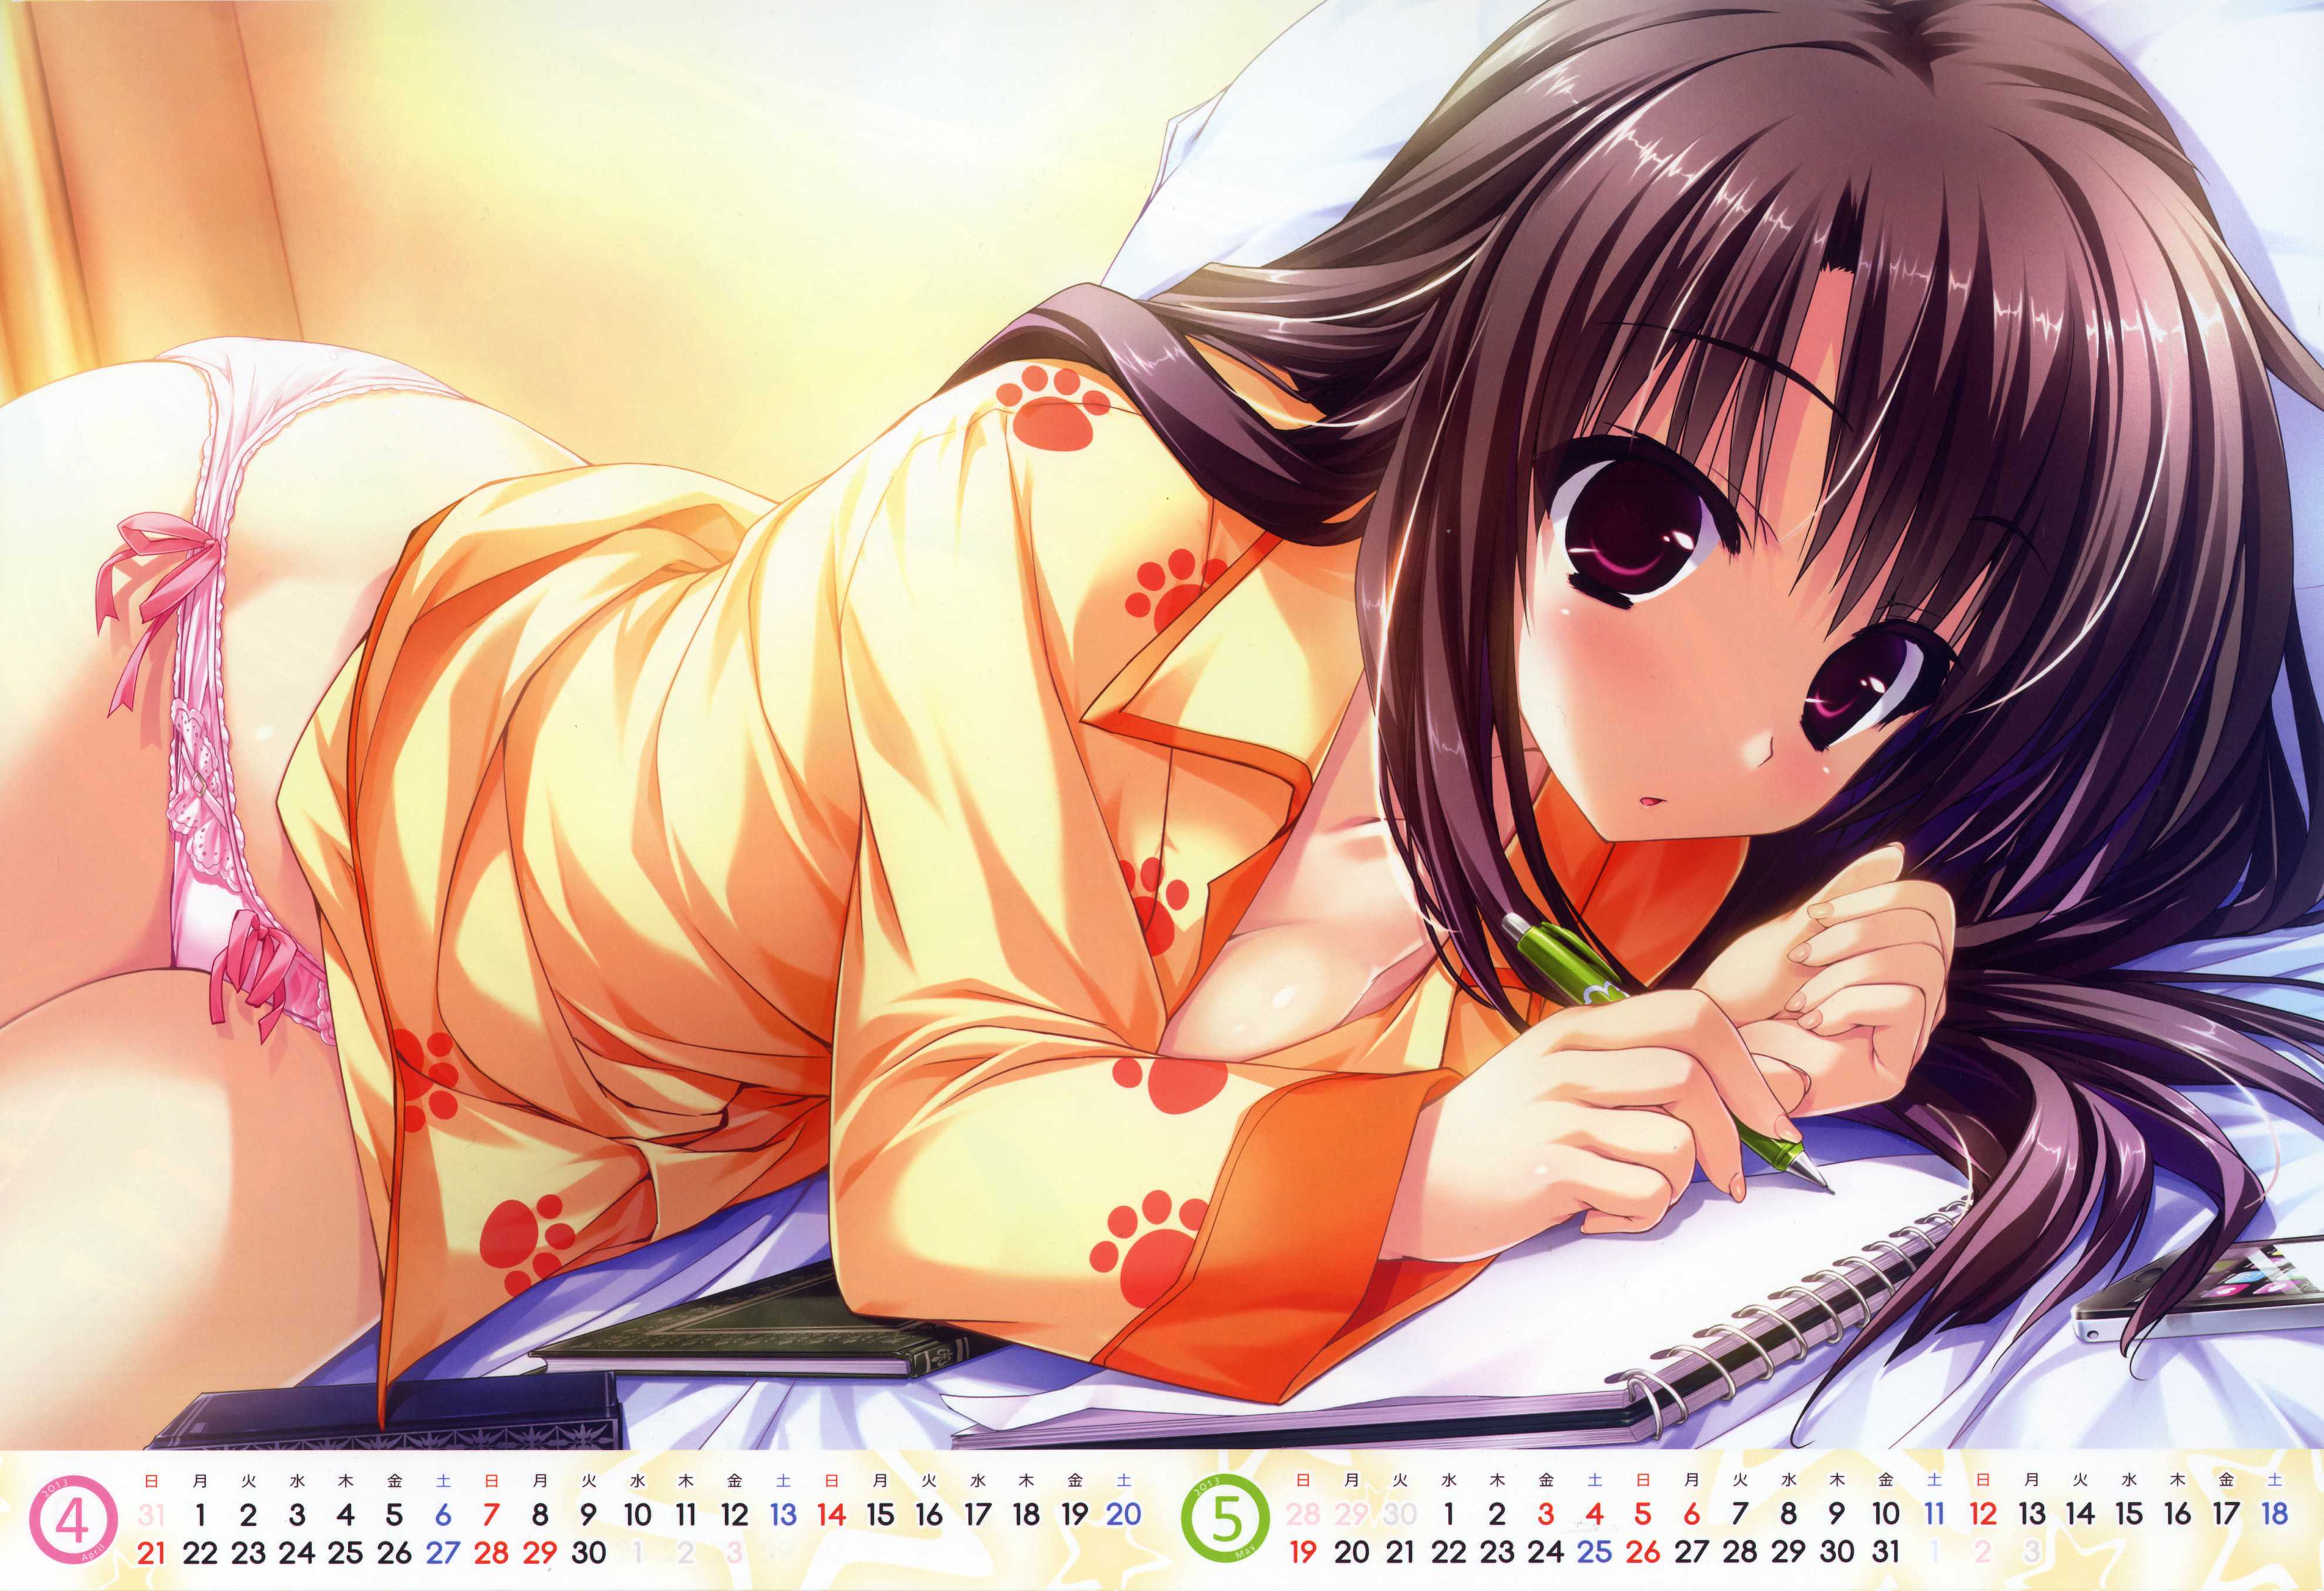 2013
4
April
日 月 火 水 木 金 土 日 月 火 水 木 金 土 日 月 火 水 木 金 土
31 1 2 3 4 5 6 7 8 9 10 11 12 13 14 15 16 17 18 19 20
21 22 23 24 25 26 27 28 29 30 1 2 3
2013
5
May
日 月 火 水 木 金 土 日 月 火 水 木 金 土 日 月 火 水 木 金 土
28 29 30 1 2 3 4 5 6 7 8 9 10 11 12 13 14 15 16 17 18
19 20 21 22 23 24 25 26 27 28 29 30 31 1 2 3